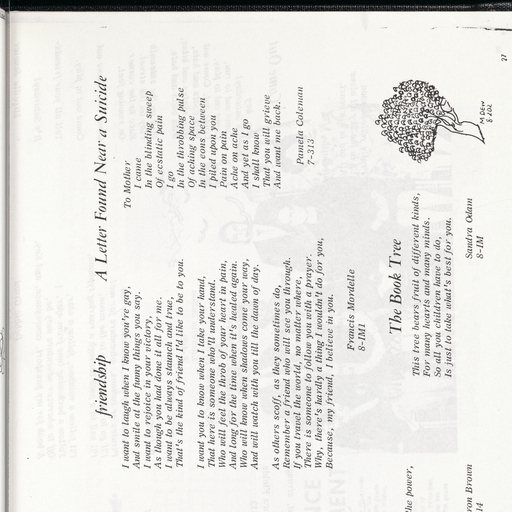 friendship
I want to laugh when I know you're gay,
And smile at the funny things you say,
I want to rejoice in your victory,
As though you had done it all for me.
I want to be always staunch and true,
That's the kind of friend I'd like to be to you.
I want you to know when I take your hand,
That here is someone who'll understand.
Who will feel the throb of your heart in pain,
And long for the time when it's healed again.
Who will know when shadows come your way,
And will watch with you till the dawn of day.
As others scoff, as they sometimes do,
Remember a friend who will see you through.
If you travel the world, no matter where,
There is someone to follow you with a prayer.
Why, there's hardly a thing I wouldn't do for you,
Because, my friend, I believe in you.
Francis Mordelle
8-IM1
A Letter Found Near a Suicide
To Mother
I came
In the blinding sweep
Of ecstatic pain
I go
In the throbbing pulse
Of aching space
In the eons between
I piled upon you
Pain on pain
Ache on ache
And yet as I go
I shall know
That you will grieve
And want me back.
Pamela Coleman
7-313
The Book Tree
This tree bears fruit of different kinds,
For many hearts and many minds.
So all you children have to do,
Is just to take what's best for you.
Sandra Odam
8-IM
M DEW
8-202
the power,
ron Brown
14
27